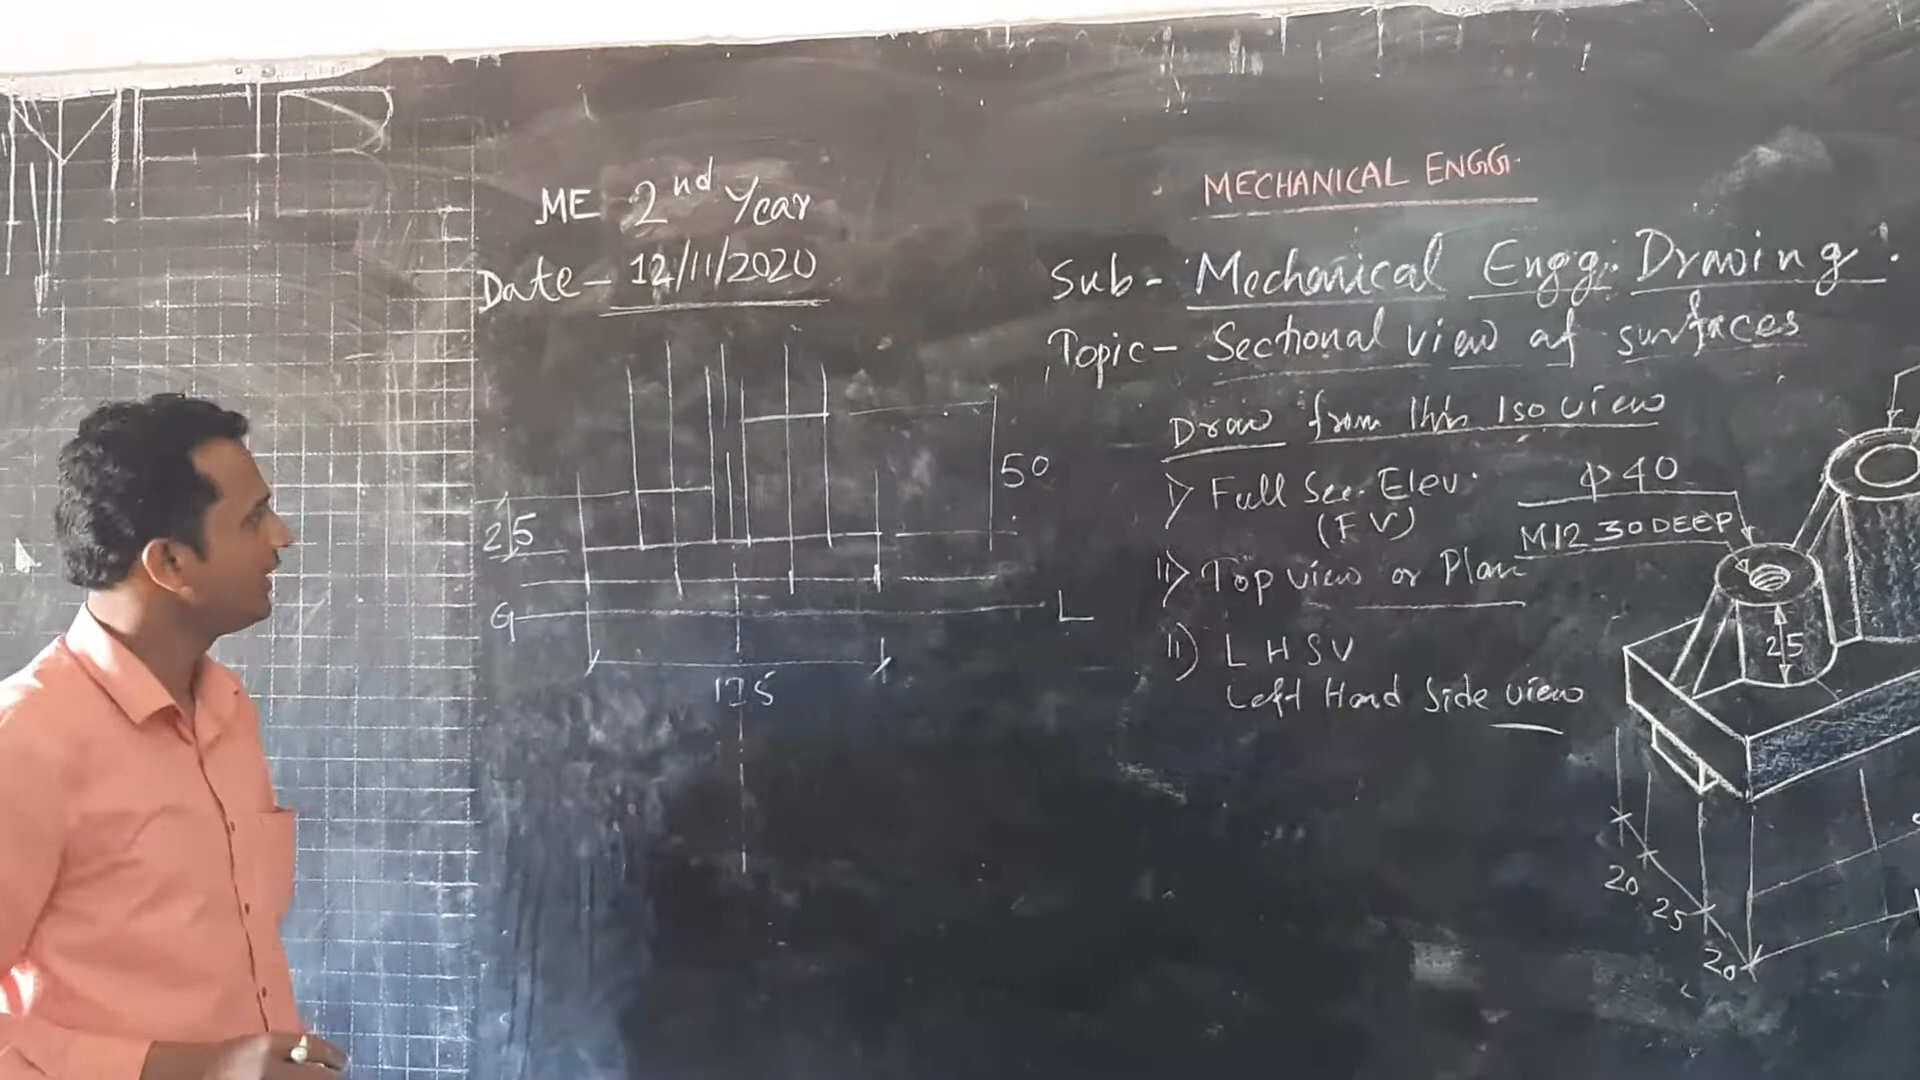 ME 2nd Year
Date - 12/11/2020
50
25
G L
175
MECHANICAL ENGG.
Sub - Mechanical Engg. Drawing.
Topic - Sectional view of surfaces
Draw from this Iso view
i) Full Sec. Elev.
(FV)
ii) Top view or Plan
ii) L H S V
Left Hand Side view
φ40
M12 30 DEEP
25
20
25
20